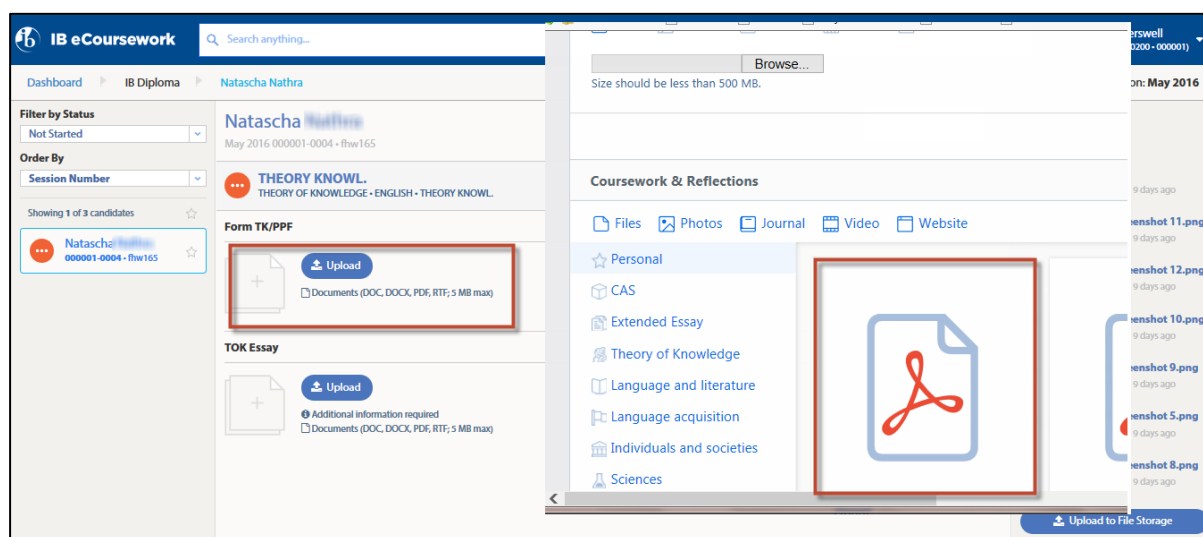 IB eCoursework
Search anything...
erswell
0200 - 000001)
Dashboard
IB Diploma
Natascha Nathra
on: May 2016
Filter by Status
Not Started
Order By
Session Number
Showing 1 of 3 candidates
Natascha
000001-0004 • fhw165
Natascha
May 2016 000001-0004 • fhw165
THEORY KNOWL.
THEORY OF KNOWLEDGE • ENGLISH • THEORY KNOWL.
Form TK/PPF
Upload
Documents (DOC, DOCX, PDF, RTF; 5 MB max)
TOK Essay
Upload
Additional information required
Documents (DOC, DOCX, PDF, RTF; 5 MB max)
Browse...
Size should be less than 500 MB.
Coursework & Reflections
Files Photos Journal Video Website
Personal
CAS
Extended Essay
Theory of Knowledge
Language and literature
Language acquisition
Individuals and societies
Sciences
9 days ago
eenshot 11.png
9 days ago
eenshot 12.png
9 days ago
eenshot 10.png
9 days ago
eenshot 9.png
9 days ago
eenshot 5.png
9 days ago
eenshot 8.png
9 days ago
Upload to File Storage